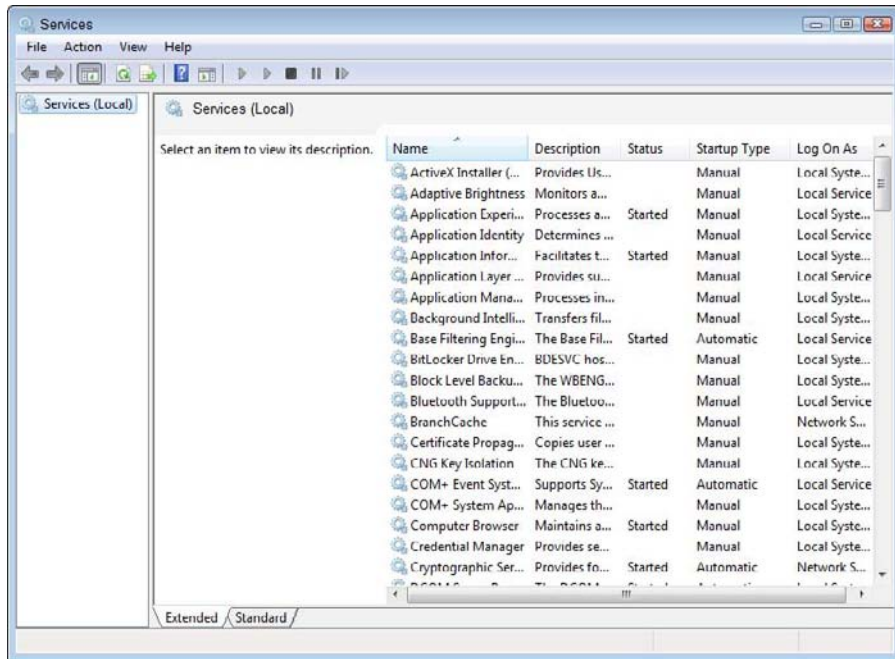 Services
File Action View Help
Services (Local)
Services (Local)
Select an item to view its description.
Name Description Status Startup Type Log On As
ActiveX Installer (... Provides Us... Manual Local Syste...
Adaptive Brightness Monitors a... Manual Local Service
Application Experi... Processes a... Started Manual Local Syste...
Application Identity Determines ... Manual Local Service
Application Infor... Facilitates t... Started Manual Local Syste...
Application Layer ... Provides su... Manual Local Service
Application Mana... Processes in... Manual Local Syste...
Background Intelli... Transfers fil... Manual Local Syste...
Base Filtering Engi... The Base Fil... Started Automatic Local Service
BitLocker Drive En... BDESVC hos... Manual Local Syste...
Block Level Backu... The WBENG... Manual Local Syste...
Bluetooth Support... The Bluetoo... Manual Local Service
BranchCache This service ... Manual Network S...
Certificate Propag... Copies user ... Manual Local Syste...
CNG Key Isolation The CNG ke... Manual Local Syste...
COM+ Event Syst... Supports Sy... Started Automatic Local Service
COM+ System Ap... Manages th... Manual Local Syste...
Computer Browser Maintains a... Started Manual Local Syste...
Credential Manager Provides se... Manual Local Syste...
Cryptographic Ser... Provides fo... Started Automatic Network S...
Extended Standard